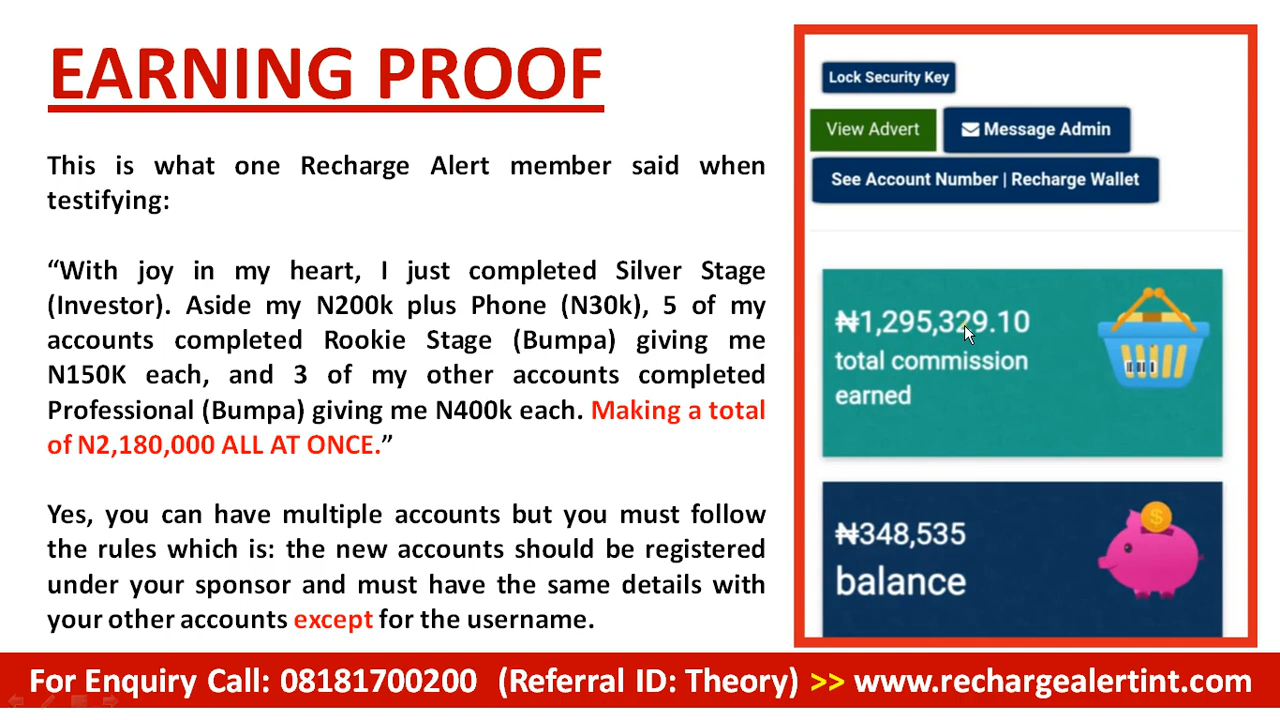 EARNING PROOF
This is what one Recharge Alert member said when
testifying:
“With joy in my heart, I just completed Silver Stage
(Investor). Aside my N200k plus Phone (N30k), 5 of my
accounts completed Rookie Stage (Bumpa) giving me
N150K each, and 3 of my other accounts completed
Professional (Bumpa) giving me N400k each. Making a total
of N2,180,000 ALL AT ONCE.”
Yes, you can have multiple accounts but you must follow
the rules which is: the new accounts should be registered
under your sponsor and must have the same details with
your other accounts except for the username.
Lock Security Key
View Advert
Message Admin
See Account Number | Recharge Wallet
₦1,295,329.10
total commission
earned
₦348,535
balance
For Enquiry Call: 08181700200 (Referral ID: Theory) >> www.rechargealertint.com